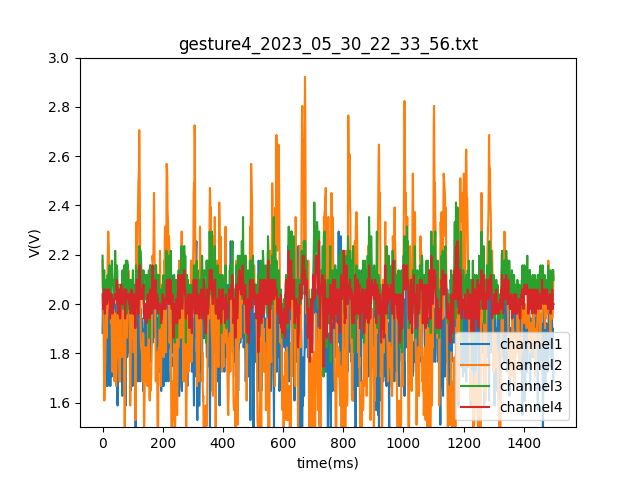 gesture4_2023_05_30_22_33_56.txt
3.0
2.8
2.6
2.4
2.2
2.0
1.8
1.6
V(V)
0 200 400 600 800 1000 1200 1400
time(ms)
channel1
channel2
channel3
channel4